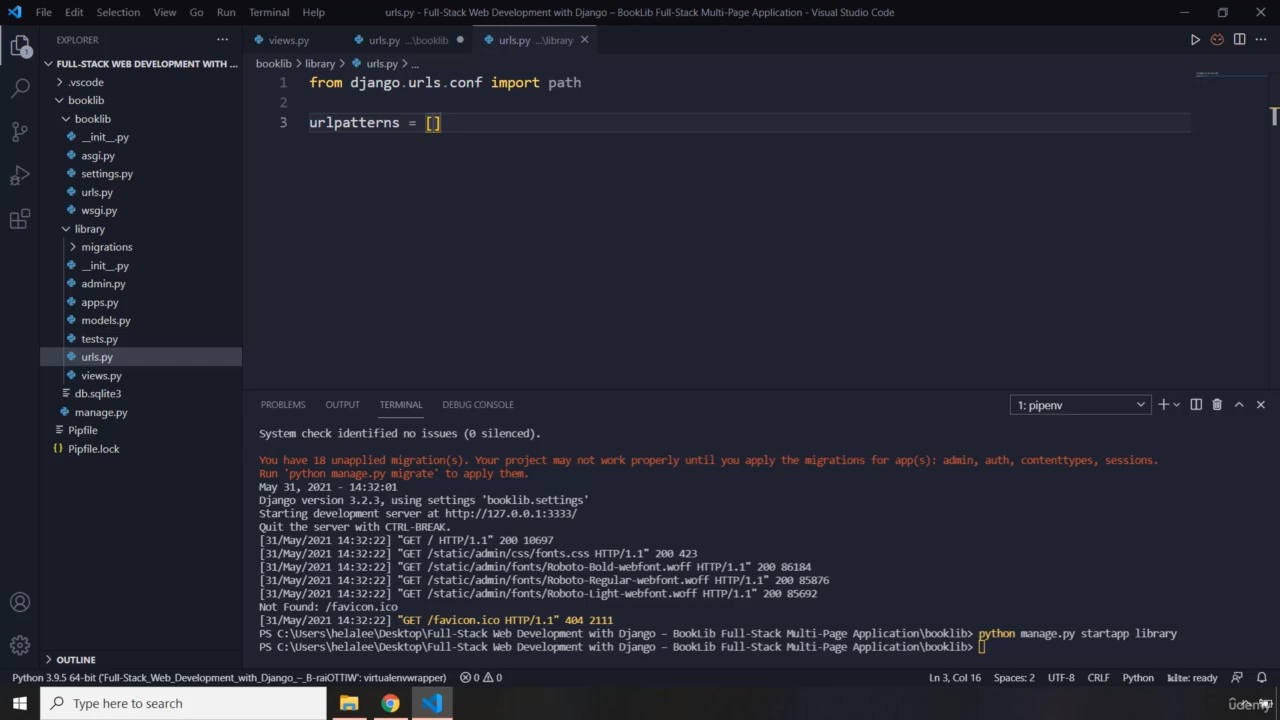 File Edit Selection View Go Run Terminal Help
urls.py - Full-Stack Web Development with Django – BookLib Full-Stack Multi-Page Application - Visual Studio Code
EXPLORER
views.py
urls.py ...\booklib
urls.py ...\library
1
FULL-STACK WEB DEVELOPMENT WITH ...
.vscode
booklib
booklib
__init__.py
asgi.py
settings.py
urls.py
wsgi.py
library
migrations
__init__.py
admin.py
apps.py
models.py
tests.py
urls.py
views.py
db.sqlite3
manage.py
Pipfile
Pipfile.lock
OUTLINE
booklib > library > urls.py > ...
1 from django.urls.conf import path
2
3 urlpatterns = []
PROBLEMS OUTPUT TERMINAL DEBUG CONSOLE
1: pipenv
System check identified no issues (0 silenced).
You have 18 unapplied migration(s). Your project may not work properly until you apply the migrations for app(s): admin, auth, contenttypes, sessions.
Run 'python manage.py migrate' to apply them.
May 31, 2021 - 14:32:01
Django version 3.2.3, using settings 'booklib.settings'
Starting development server at http://127.0.0.1:3333/
Quit the server with CTRL-BREAK.
[31/May/2021 14:32:22] "GET / HTTP/1.1" 200 10697
[31/May/2021 14:32:22] "GET /static/admin/css/fonts.css HTTP/1.1" 200 423
[31/May/2021 14:32:22] "GET /static/admin/fonts/Roboto-Bold-webfont.woff HTTP/1.1" 200 86184
[31/May/2021 14:32:22] "GET /static/admin/fonts/Roboto-Regular-webfont.woff HTTP/1.1" 200 85876
[31/May/2021 14:32:22] "GET /static/admin/fonts/Roboto-Light-webfont.woff HTTP/1.1" 200 85692
Not Found: /favicon.ico
[31/May/2021 14:32:22] "GET /favicon.ico HTTP/1.1" 404 2111
PS C:\Users\helalee\Desktop\Full-Stack Web Development with Django – BookLib Full-Stack Multi-Page Application\booklib> python manage.py startapp library
PS C:\Users\helalee\Desktop\Full-Stack Web Development with Django – BookLib Full-Stack Multi-Page Application\booklib>
Python 3.9.5 64-bit ('Full-Stack_Web_Development_with_Django_–_B-raiOTTIW': virtualenvwrapper) 0 0
Ln 3, Col 16 Spaces: 2 UTF-8 CRLF Python kite: ready
Type here to search
udemy